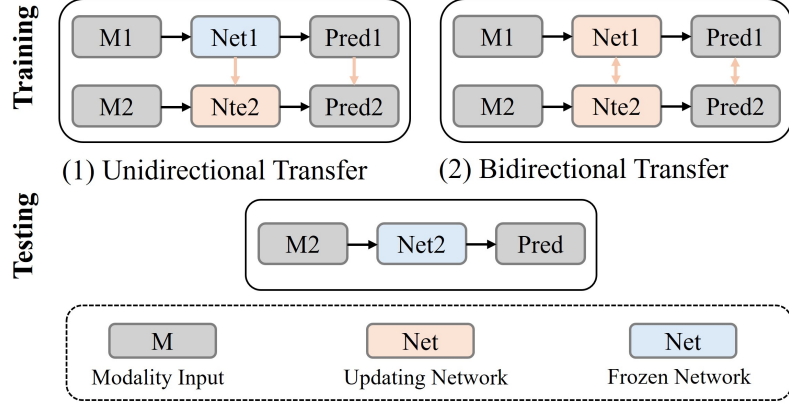 Training
M1 Net1 Pred1
M2 Nte2 Pred2
(1) Unidirectional Transfer
M1 Net1 Pred1
M2 Nte2 Pred2
(2) Bidirectional Transfer
Testing
M2 Net2 Pred
M Net Net
Modality Input Updating Network Frozen Network